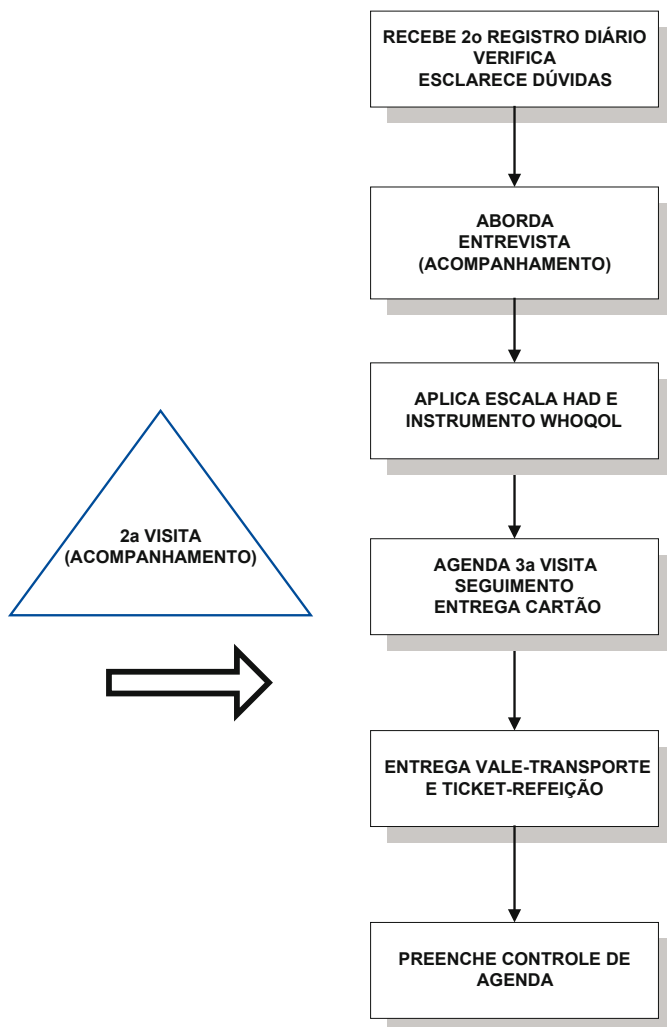 RECEBE 2o REGISTRO DIÁRIO
VERIFICA
ESCLARECE DÚVIDAS
ABORDA
ENTREVISTA
(ACOMPANHAMENTO)
APLICA ESCALA HAD E
INSTRUMENTO WHOQOL
2a VISITA
(ACOMPANHAMENTO)
AGENDA 3a VISITA
SEGUIMENTO
ENTREGA CARTÃO
ENTREGA VALE-TRANSPORTE
E TICKET-REFEIÇÃO
PREENCHE CONTROLE DE
AGENDA